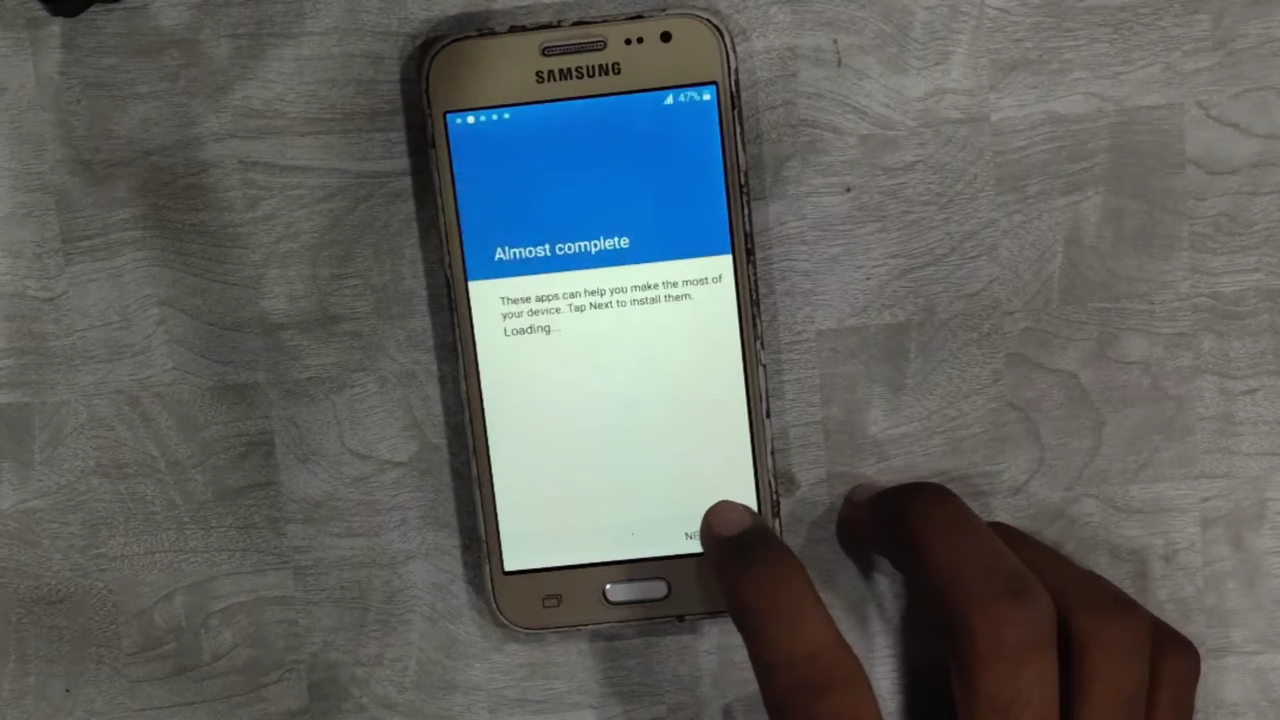 SAMSUNG
47%
Almost complete
These apps can help you make the most of
your device. Tap Next to install them.
Loading...